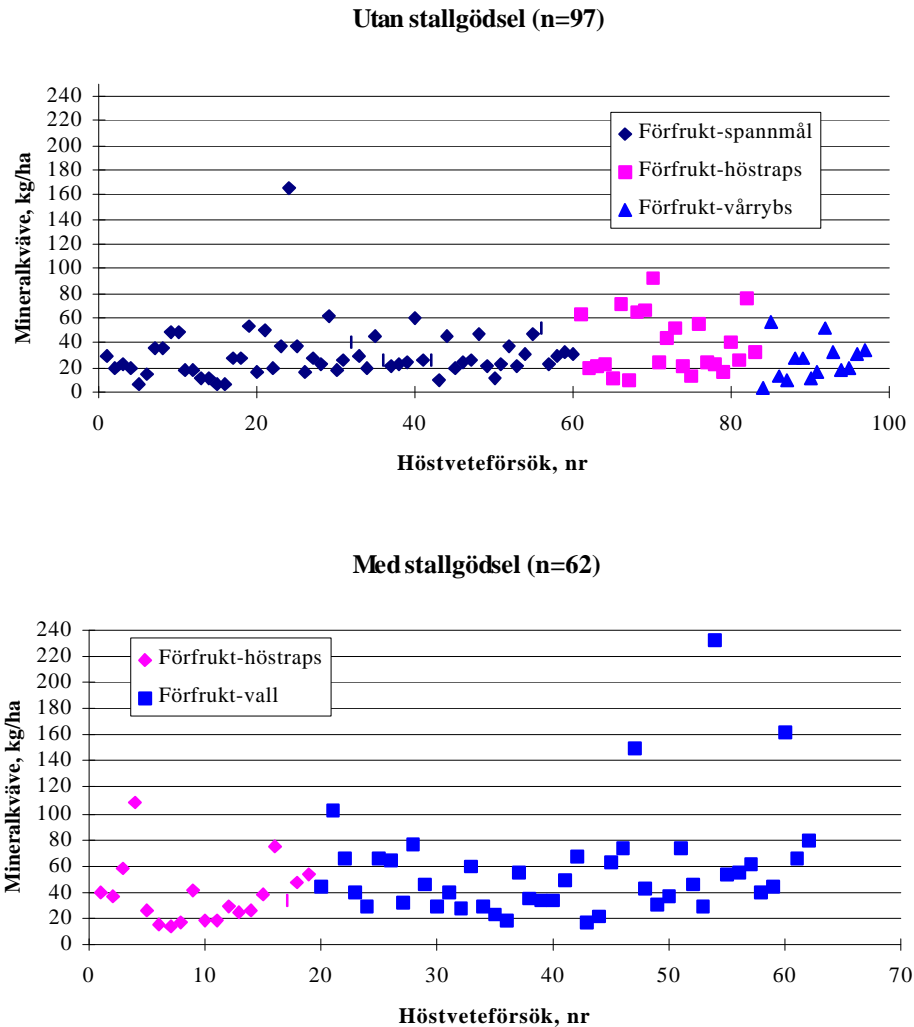 Utan stallgödsel (n=97)
Mineralkväve, kg/ha
240
220
200
180
160
140
120
100
80
60
40
20
0
Förfrukt-spannmål
Förfrukt-höstraps
Förfrukt-vårrybs
0 20 40 60 80 100
Höstveteförsök, nr
Med stallgödsel (n=62)
Mineralkväve, kg/ha
240
220
200
180
160
140
120
100
80
60
40
20
0
Förfrukt-höstraps
Förfrukt-vall
0 10 20 30 40 50 60 70
Höstveteförsök, nr